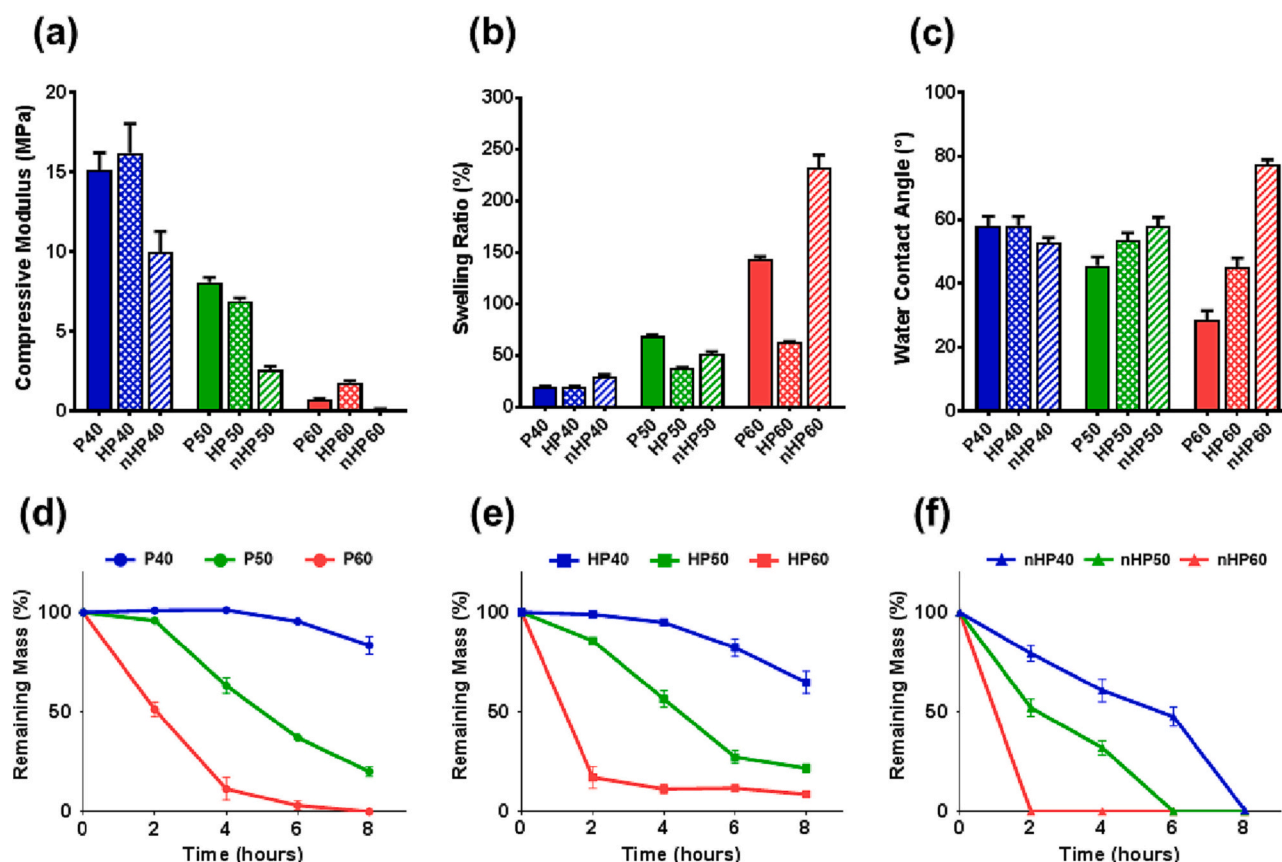 (a)
Compressive Modulus (MPa)
20
15
10
5
0
P40
HP40
nHP40
P50
HP50
nHP50
P60
HP60
nHP60
(b)
Swelling Ratio (%)
300
250
200
150
100
50
0
P40
HP40
nHP40
P50
HP50
nHP50
P60
HP60
nHP60
(c)
Water Contact Angle (°)
100
80
60
40
20
0
P40
HP40
nHP40
P50
HP50
nHP50
P60
HP60
nHP60
(d)
P40 P50 P60
Remaining Mass (%)
100
50
0
0 2 4 6 8
Time (hours)
(e)
HP40 HP50 HP60
Remaining Mass (%)
100
50
0
0 2 4 6 8
Time (hours)
(f)
nHP40 nHP50 nHP60
Remaining Mass (%)
100
50
0
0 2 4 6 8
Time (hours)